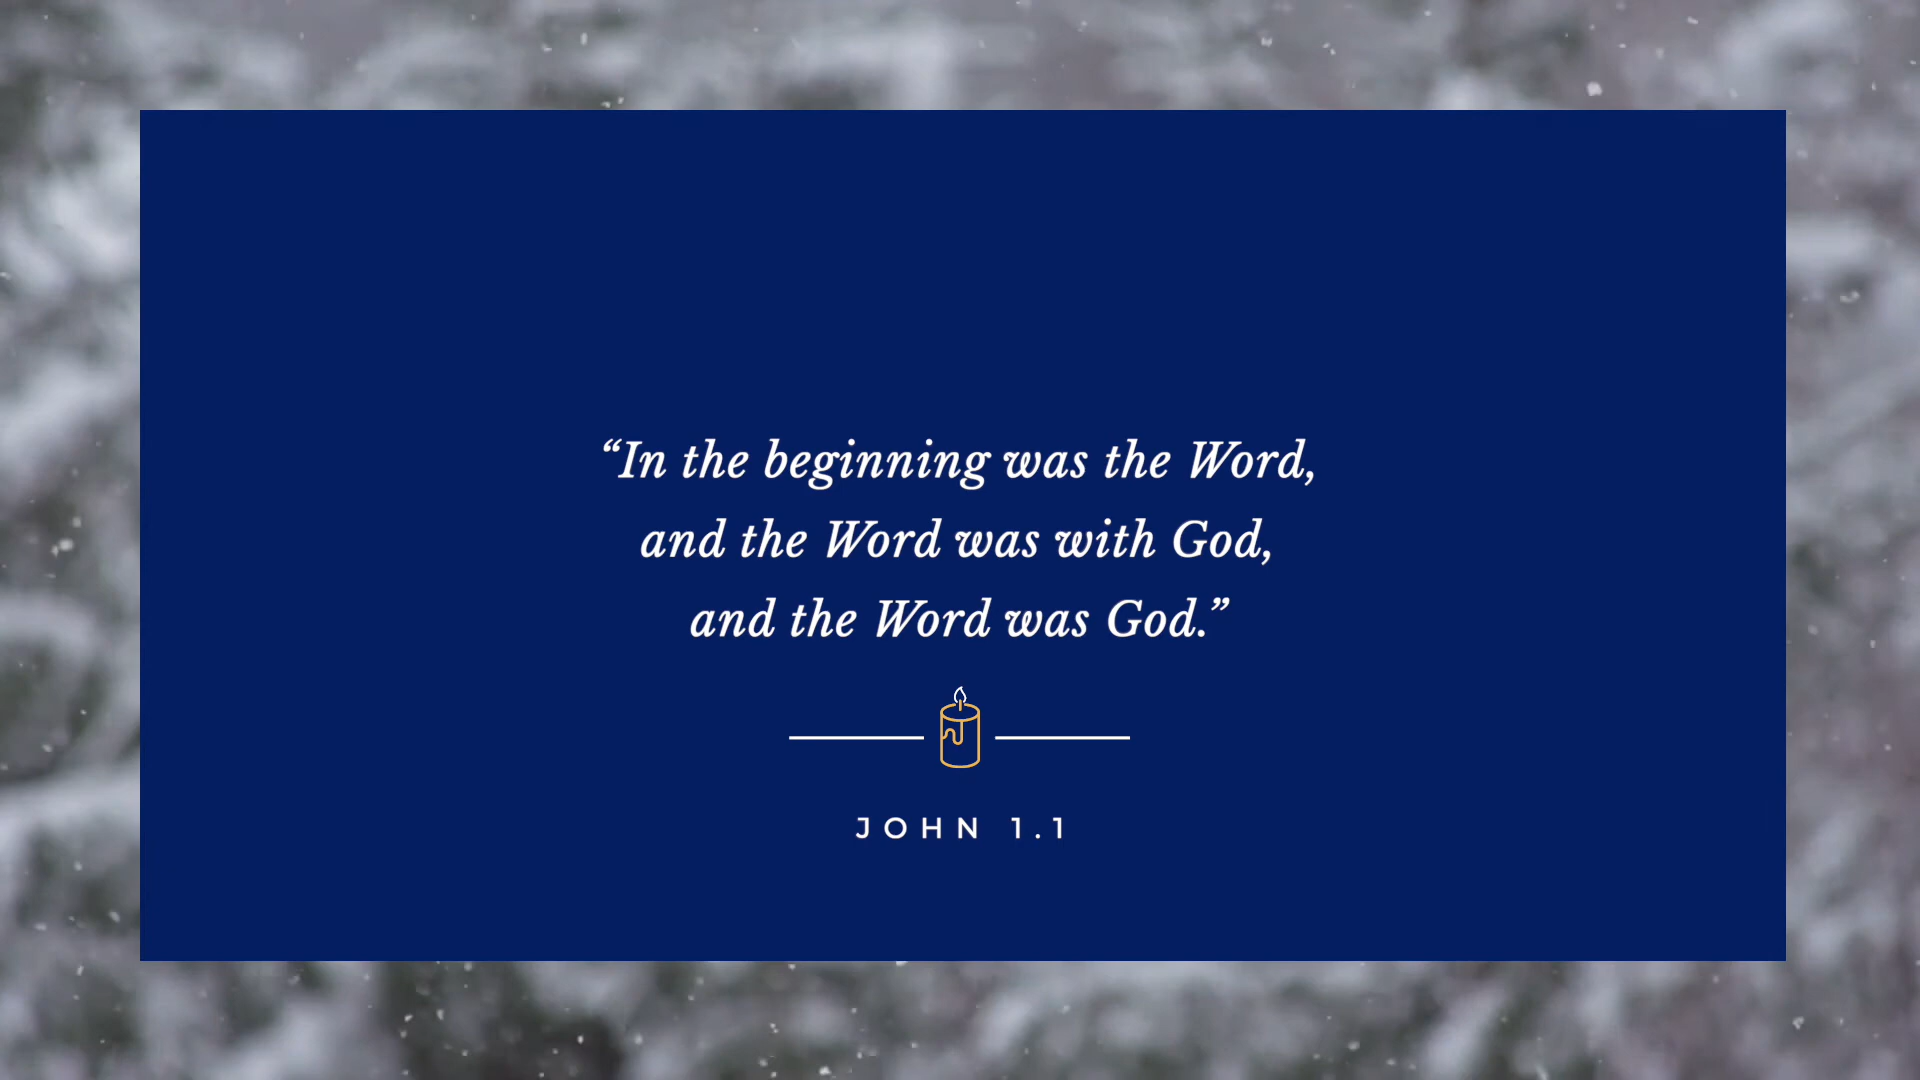 “In the beginning was the Word,
and the Word was with God,
and the Word was God.”
JOHN 1.1